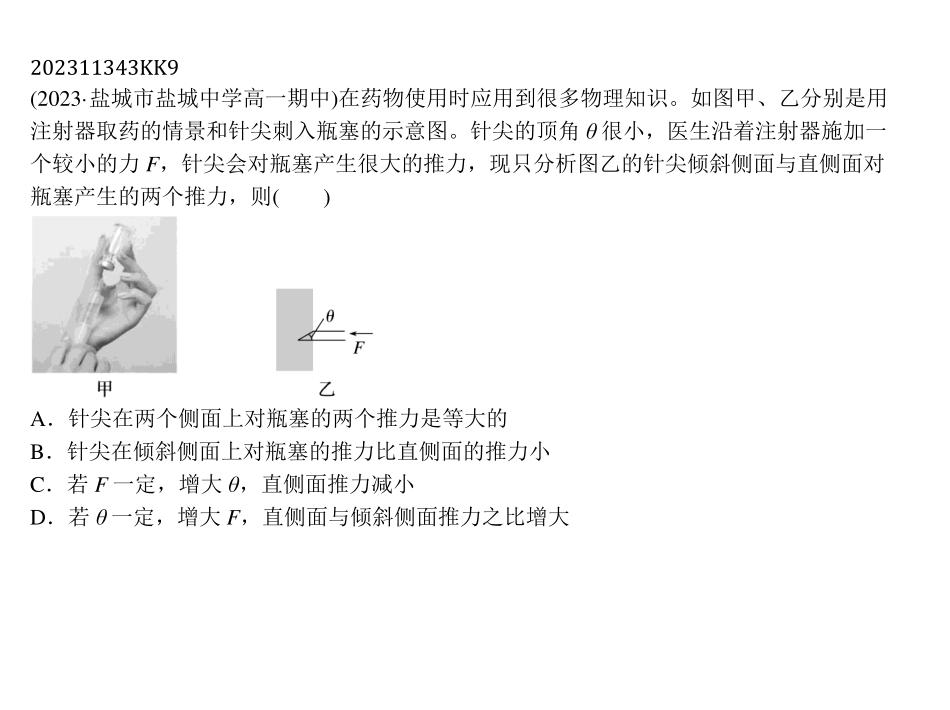 202311343KK9
(2023·盐城市盐城中学高一期中)在药物使用时应用到很多物理知识。如图甲、乙分别是用
注射器取药的情景和针尖刺入瓶塞的示意图。针尖的顶角 θ 很小，医生沿着注射器施加一
个较小的力 F，针尖会对瓶塞产生很大的推力，现只分析图乙的针尖倾斜侧面与直侧面对
瓶塞产生的两个推力，则(　　)
θ
F
甲
乙
A．针尖在两个侧面上对瓶塞的两个推力是等大的
B．针尖在倾斜侧面上对瓶塞的推力比直侧面的推力小
C．若 F 一定，增大 θ，直侧面推力减小
D．若 θ 一定，增大 F，直侧面与倾斜侧面推力之比增大